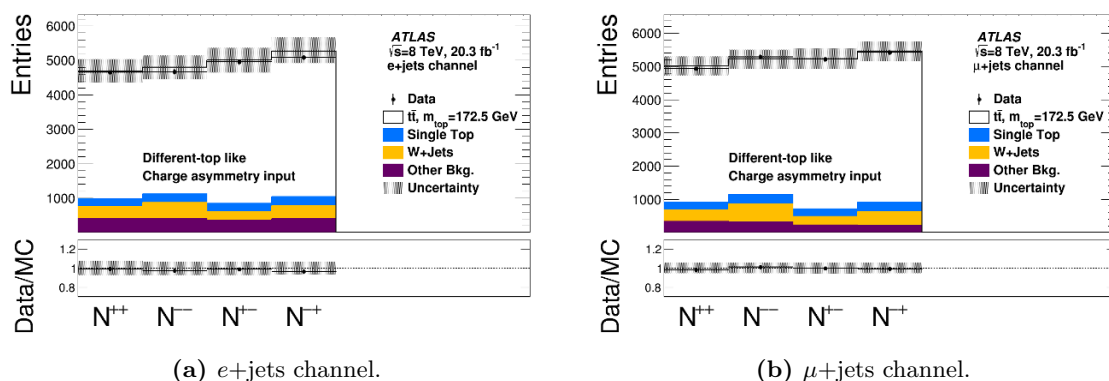 Entries
6000
5000
4000
3000
2000
1000
ATLAS
√s=8 TeV, 20.3 fb⁻¹
e+jets channel
Data
tt̄, m_top=172.5 GeV
Single Top
W+Jets
Other Bkg.
Uncertainty
Different-top like
Charge asymmetry input
Data/MC
1.2
1
0.8
N⁺⁺ N⁻⁻ N⁺⁻ N⁻⁺
(a) e+jets channel.
Entries
6000
5000
4000
3000
2000
1000
ATLAS
√s=8 TeV, 20.3 fb⁻¹
μ+jets channel
Data
tt̄, m_top=172.5 GeV
Single Top
W+Jets
Other Bkg.
Uncertainty
Different-top like
Charge asymmetry input
Data/MC
1.2
1
0.8
N⁺⁺ N⁻⁻ N⁺⁻ N⁻⁺
(b) μ+jets channel.